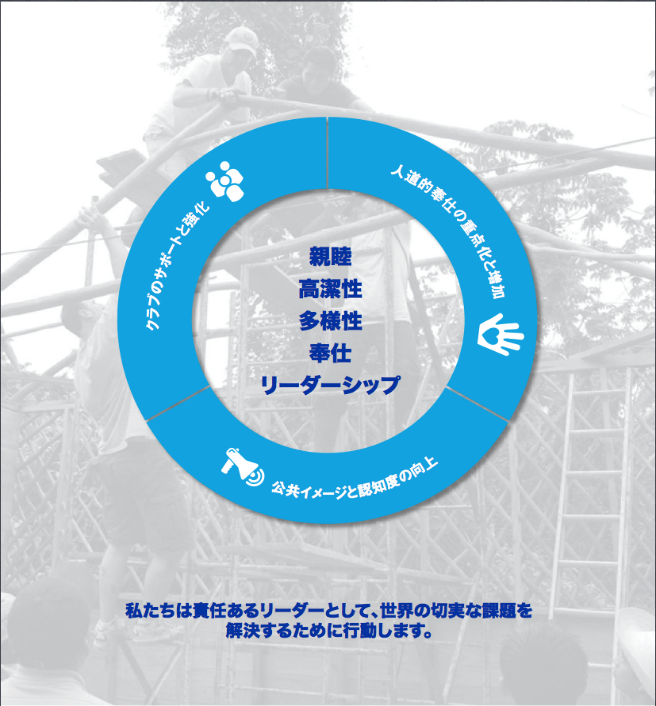 クラブのサポートと強化
人道的奉仕の重点化と増加
親睦
高潔性
多様性
奉仕
リーダーシップ
公共イメージと認知度の向上
私たちは責任あるリーダーとして、世界の切実な課題を
解決するために行動します。